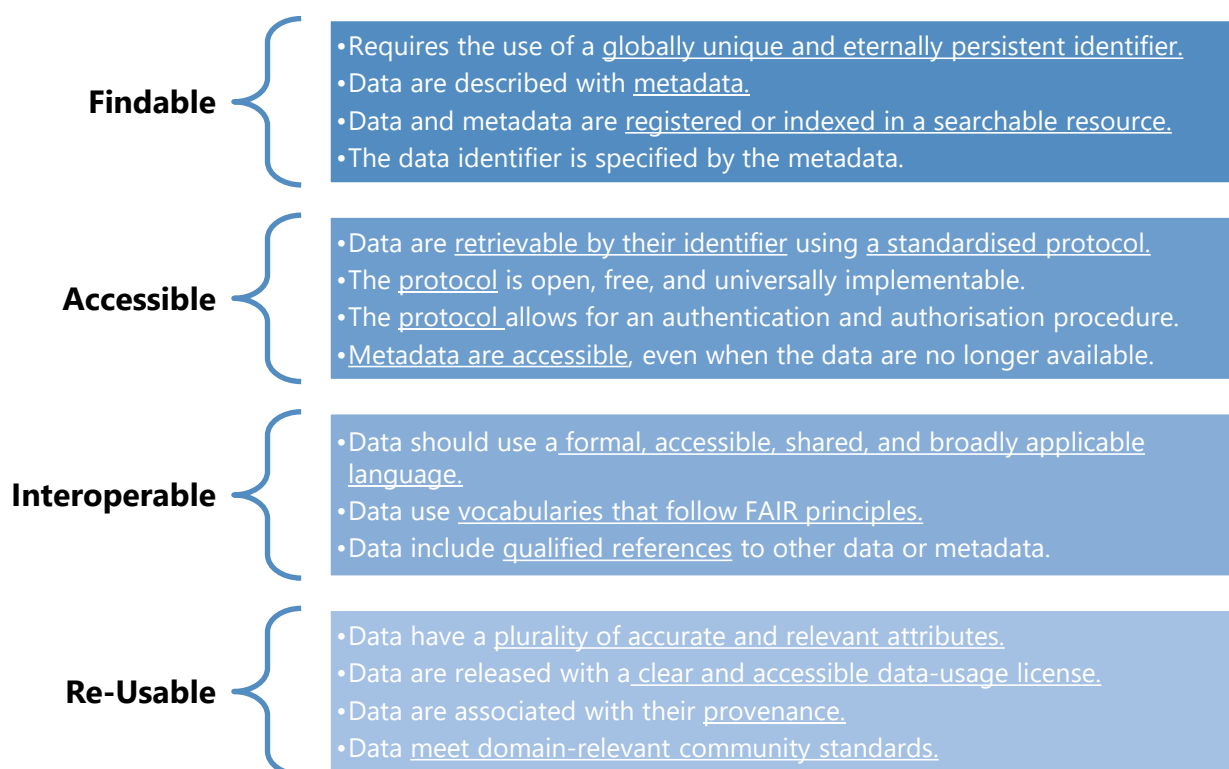 Findable
•Requires the use of a globally unique and eternally persistent identifier.
•Data are described with metadata.
•Data and metadata are registered or indexed in a searchable resource.
•The data identifier is specified by the metadata.
Accessible
•Data are retrievable by their identifier using a standardised protocol.
•The protocol is open, free, and universally implementable.
•The protocol allows for an authentication and authorisation procedure.
•Metadata are accessible, even when the data are no longer available.
Interoperable
•Data should use a formal, accessible, shared, and broadly applicable
language.
•Data use vocabularies that follow FAIR principles.
•Data include qualified references to other data or metadata.
Re-Usable
•Data have a plurality of accurate and relevant attributes.
•Data are released with a clear and accessible data-usage license.
•Data are associated with their provenance.
•Data meet domain-relevant community standards.